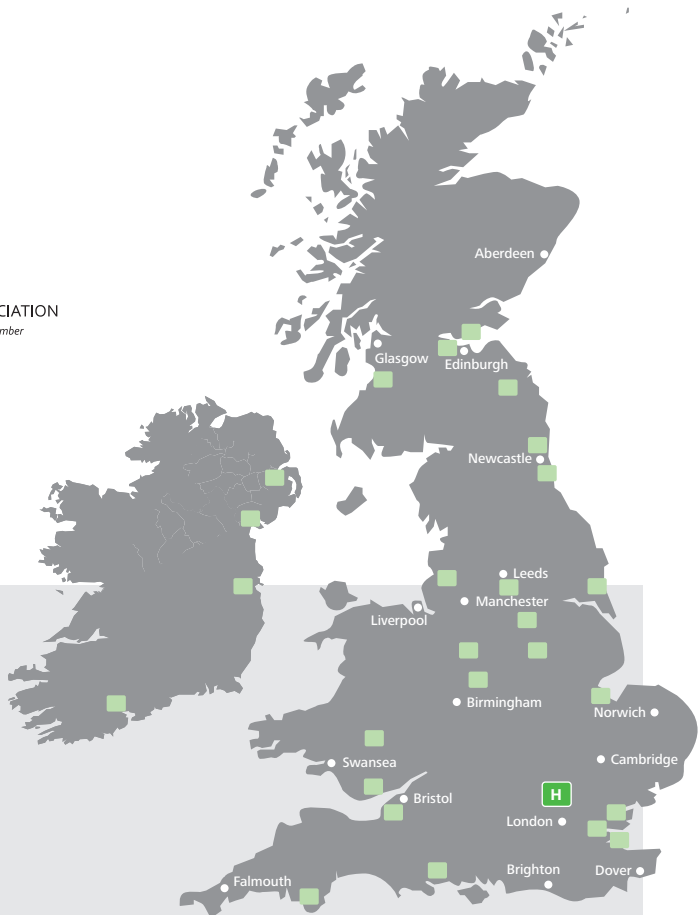 Aberdeen
CIATION
mber
Glasgow
Edinburgh
Newcastle
Leeds
Manchester
Liverpool
Birmingham
Norwich
Cambridge
Swansea
H
Bristol
London
Brighton
Dover
Falmouth